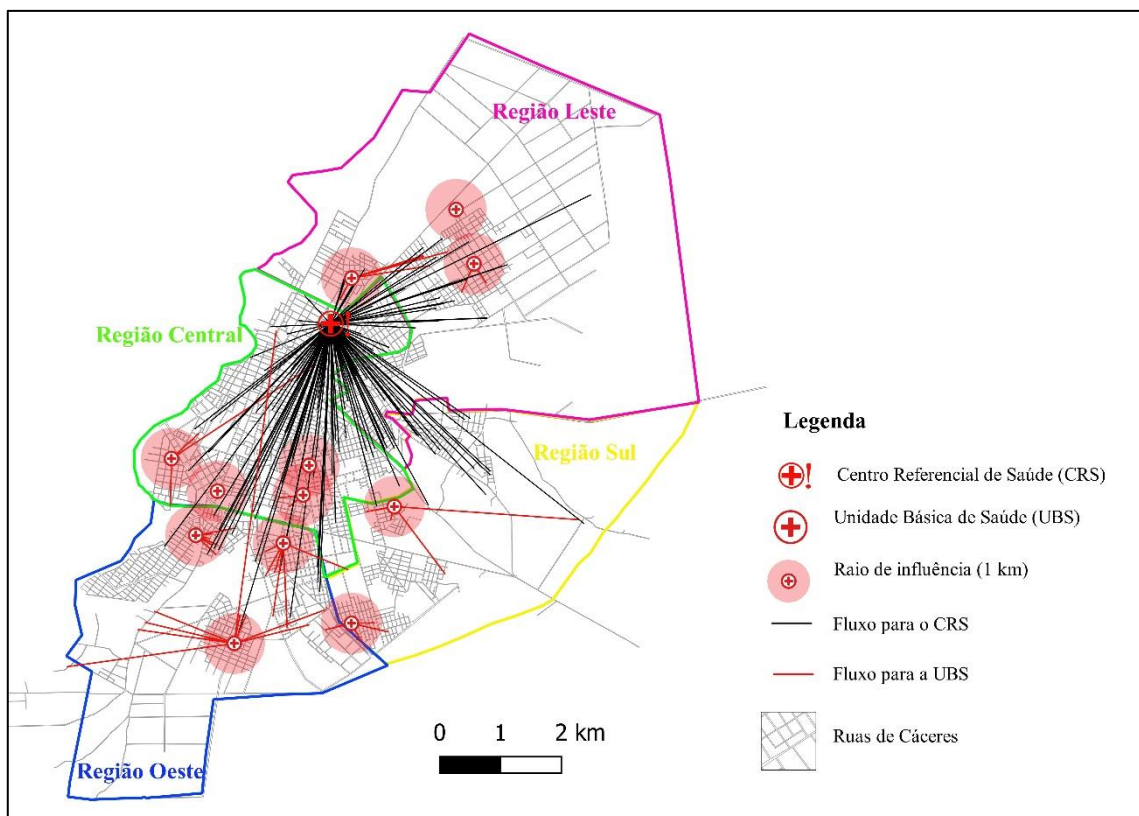 Região Leste
Região Central
Região Sul
Região Oeste
0 1 2 km
Legenda
Centro Referencial de Saúde (CRS)
Unidade Básica de Saúde (UBS)
Raio de influência (1 km)
Fluxo para o CRS
Fluxo para a UBS
Ruas de Cáceres